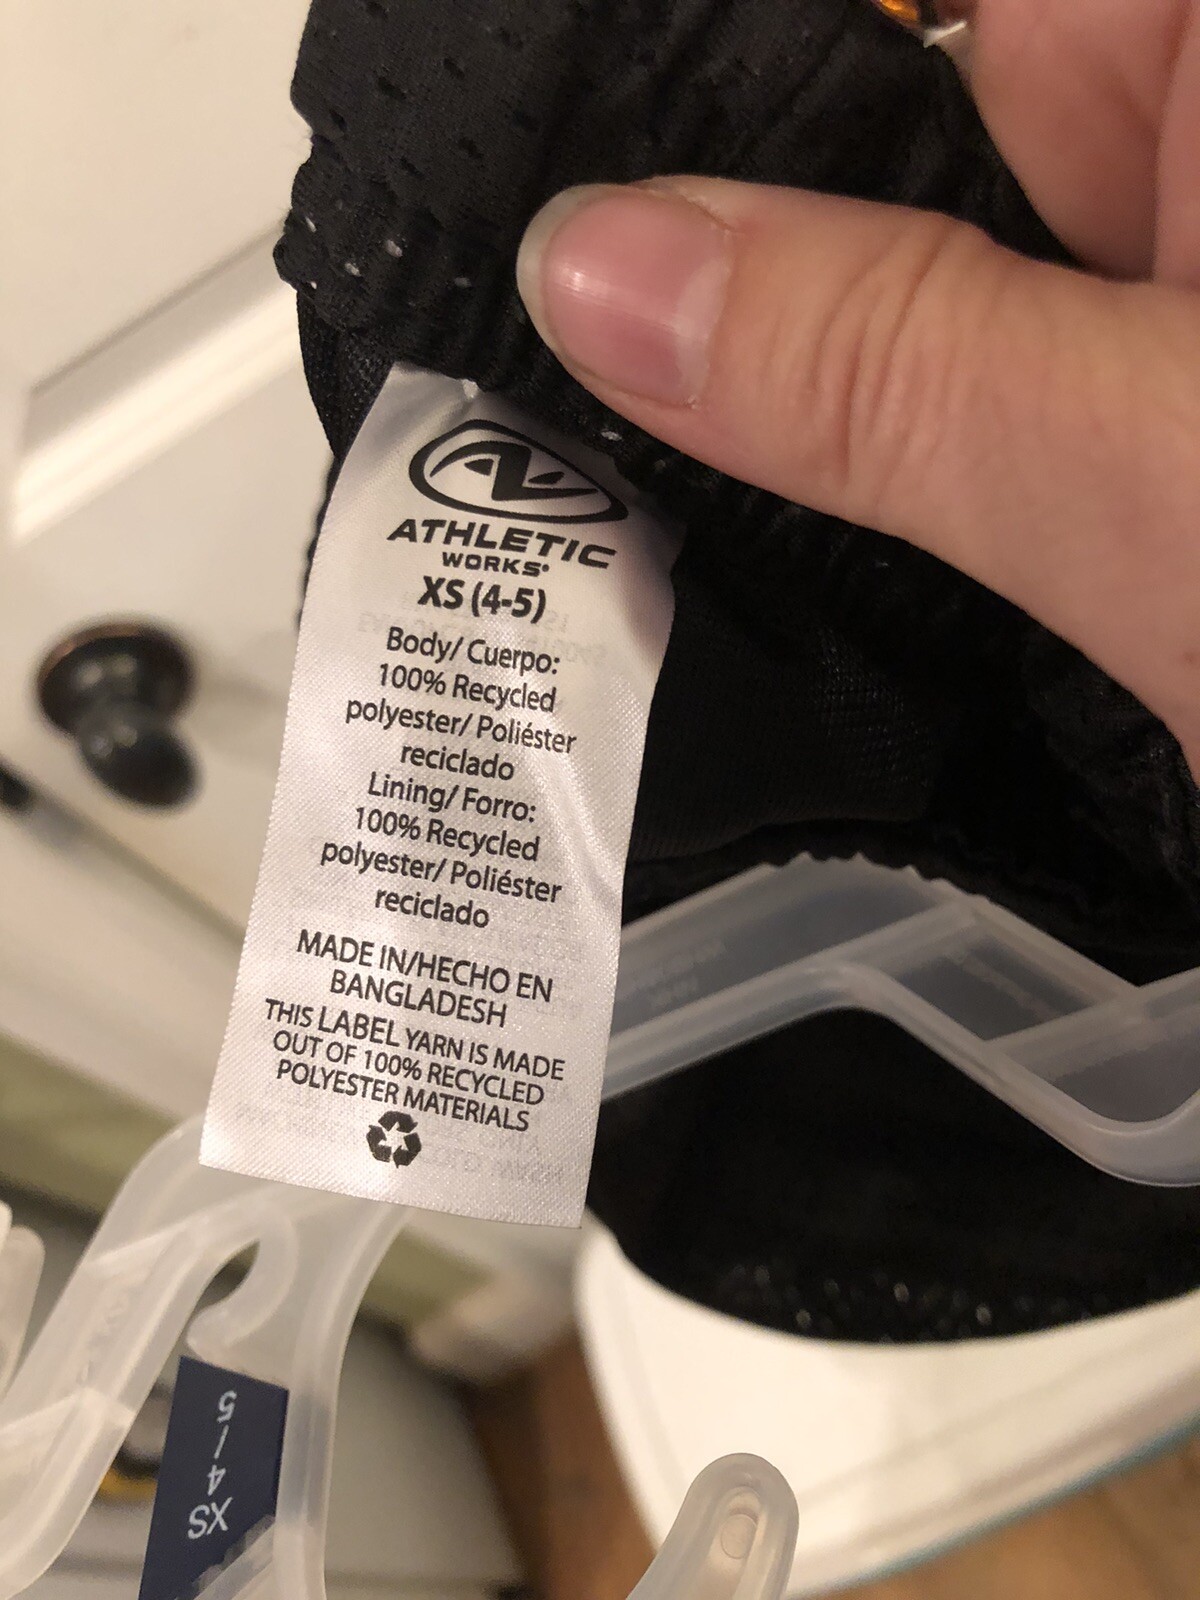 ATHLETIC
WORKS®
XS (4-5)
Body/ Cuerpo:
100% Recycled
polyester/ Poliéster
reciclado
Lining/ Forro:
100% Recycled
polyester/ Poliéster
reciclado
MADE IN/HECHO EN
BANGLADESH
THIS LABEL YARN IS MADE
OUT OF 100% RECYCLED
POLYESTER MATERIALS
XS 4/5